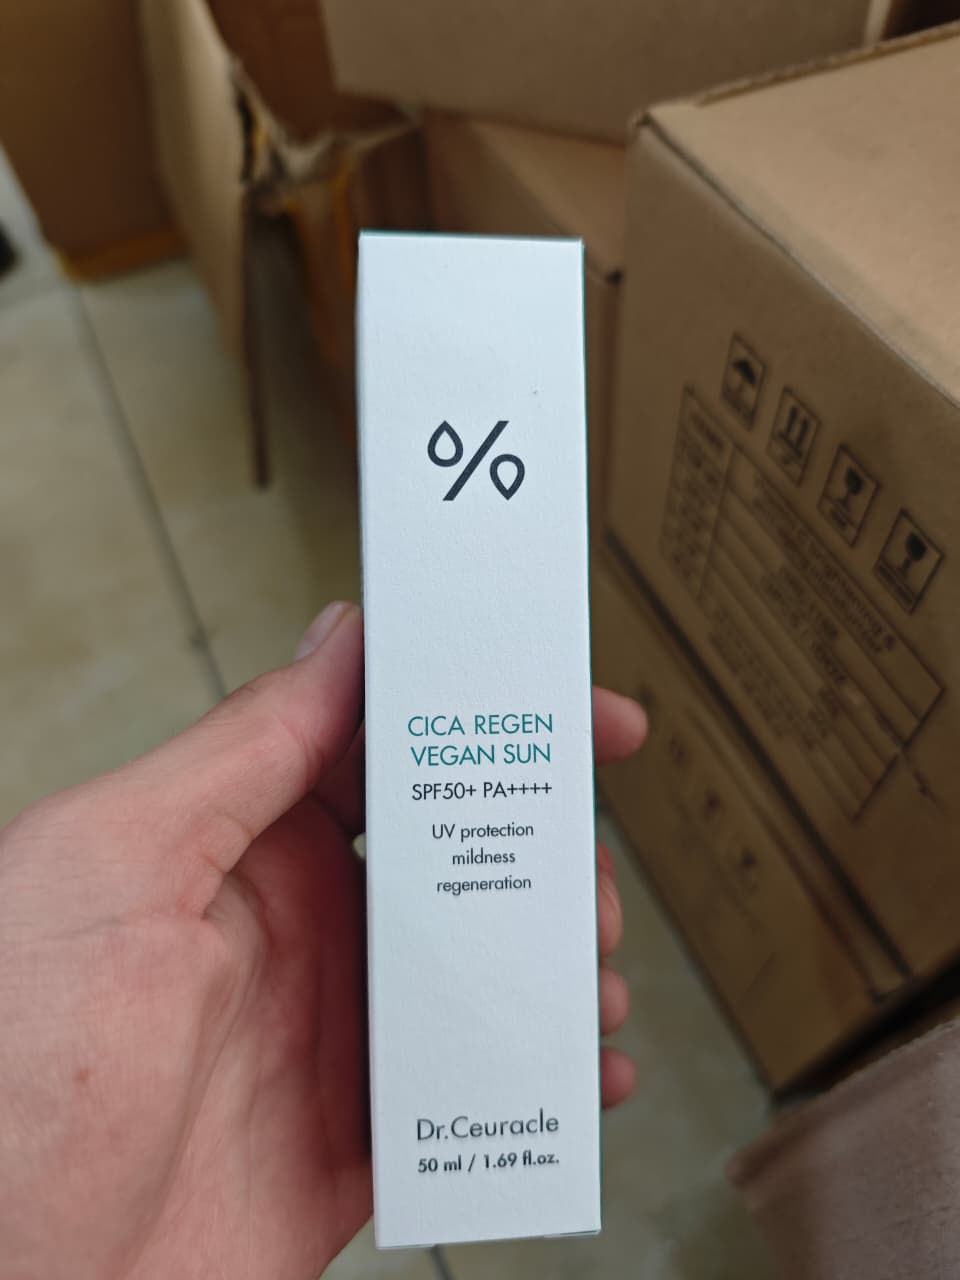 %
CICA REGEN
VEGAN SUN
SPF50+ PA++++
UV protection
mildness
regeneration
Dr.Ceuracle
50 ml / 1.69 fl.oz.